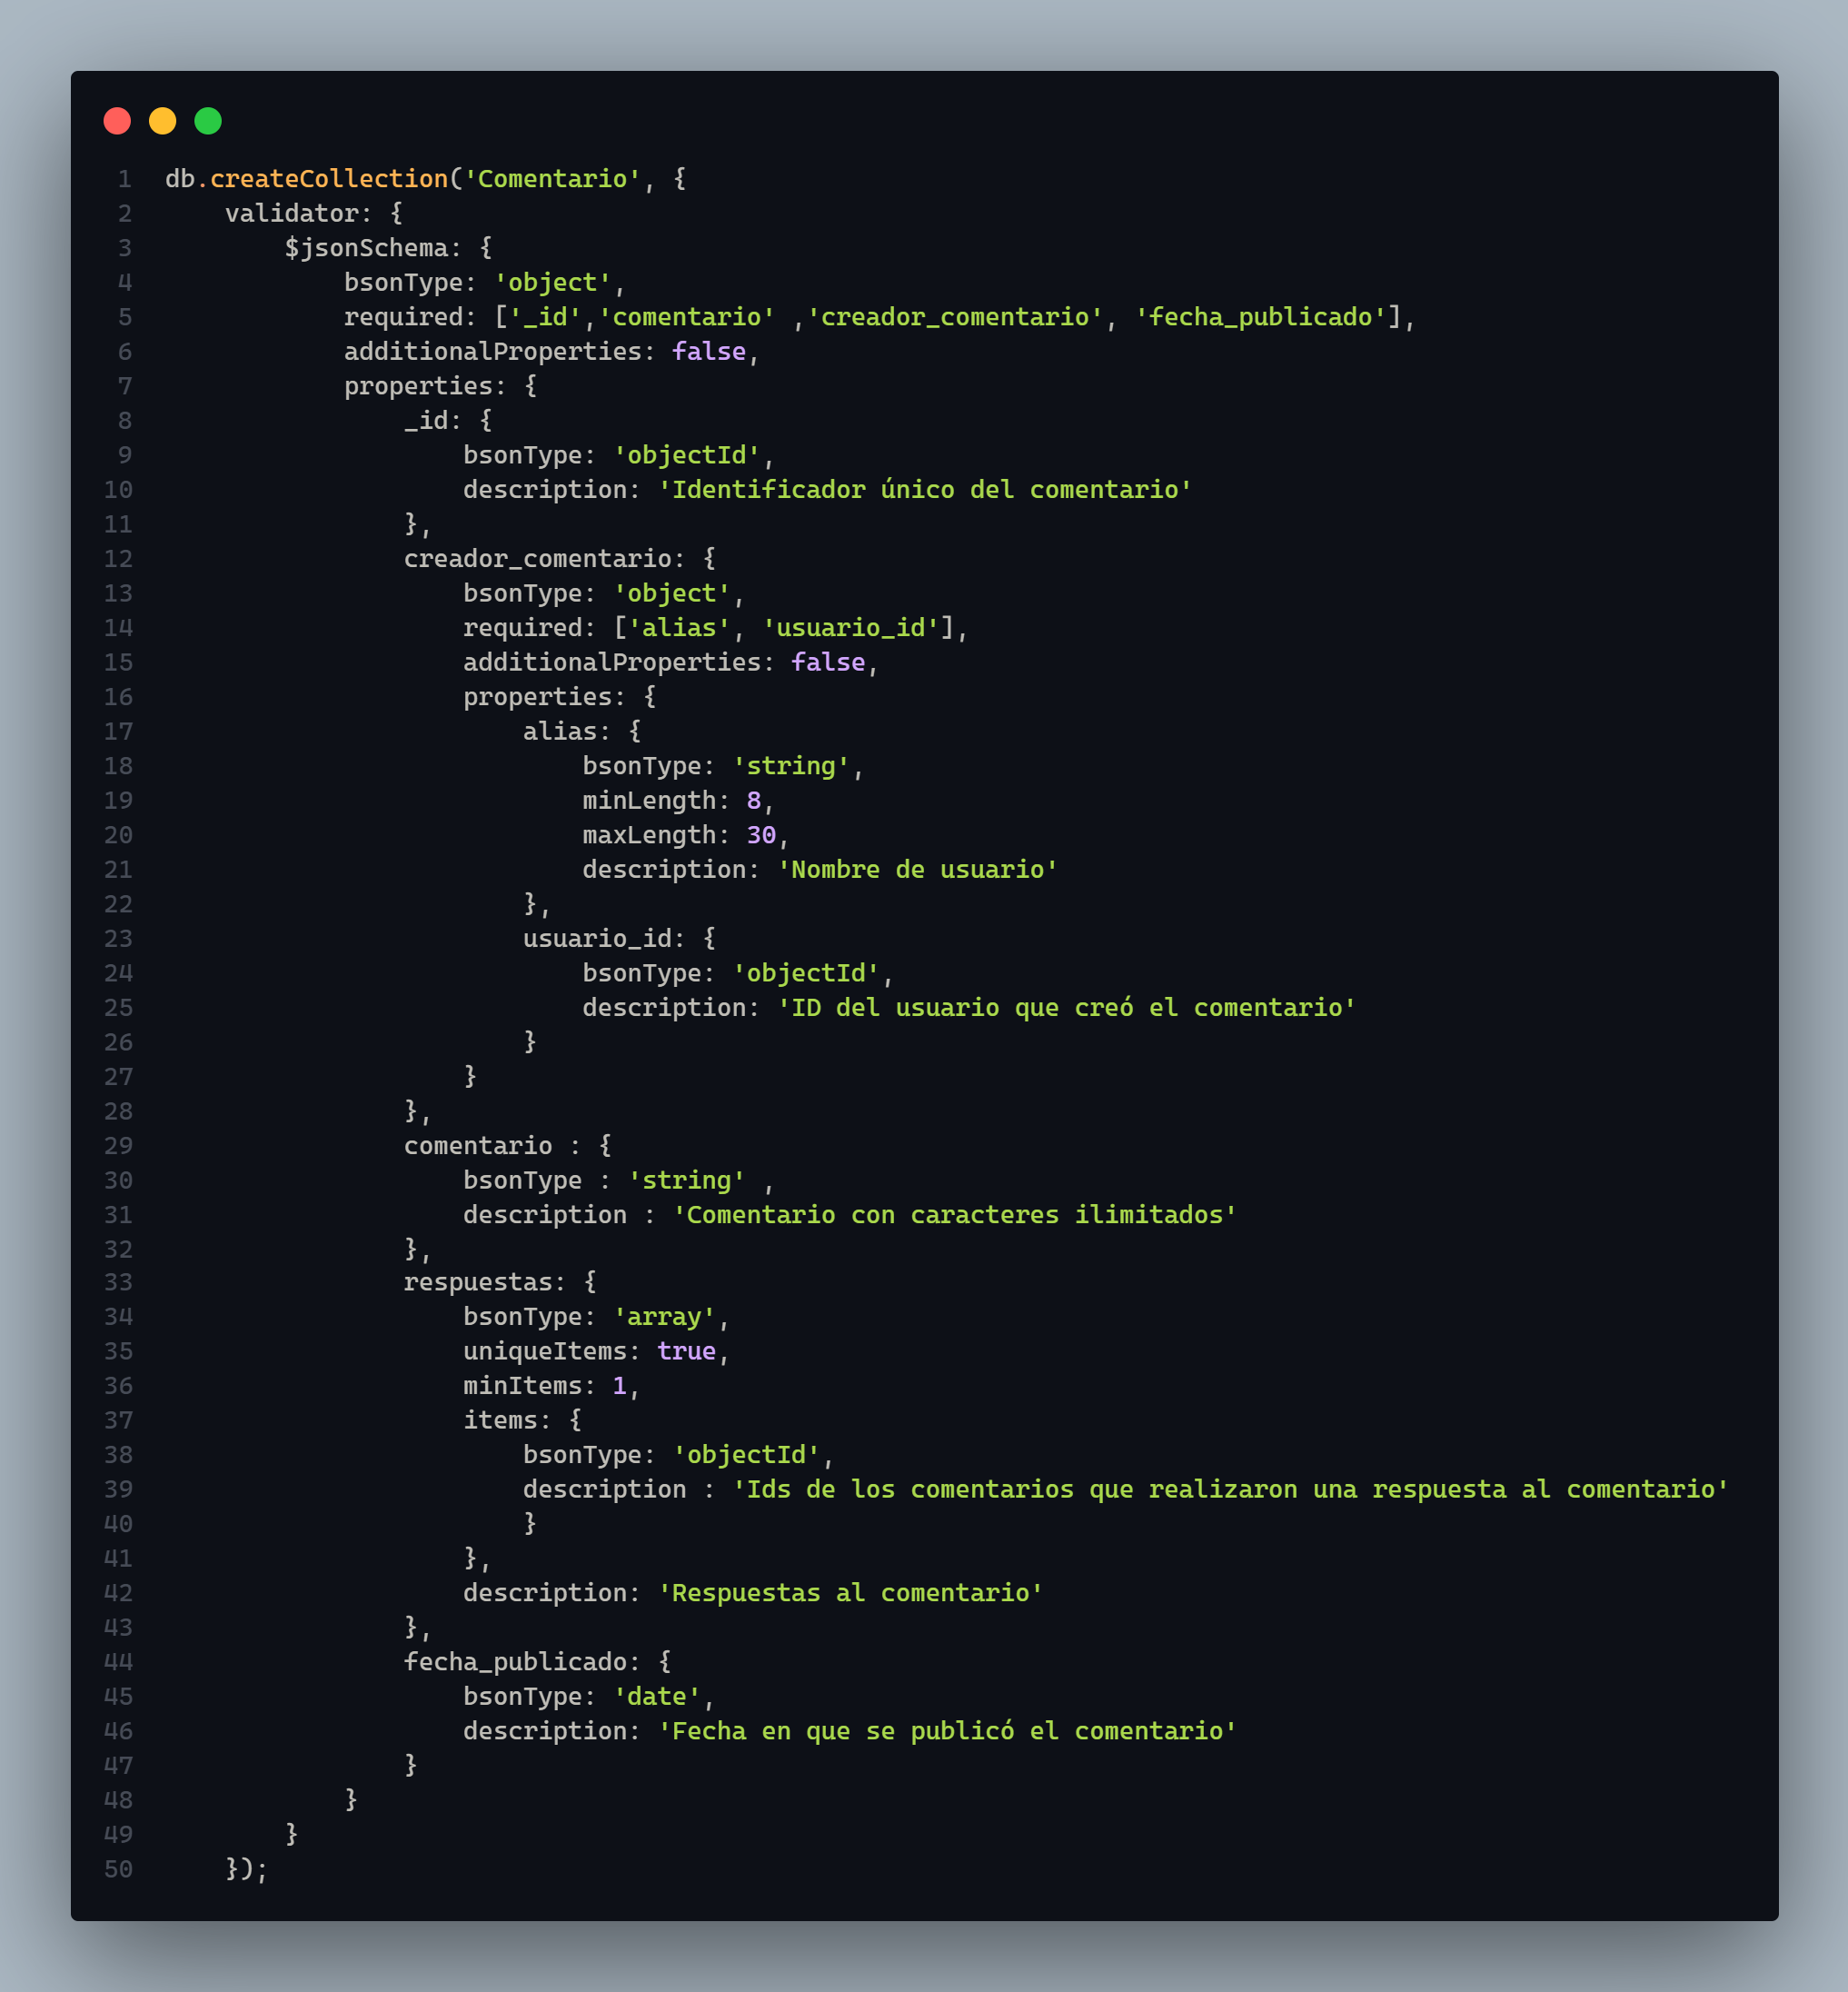 1 db.createCollection('Comentario', {
2     validator: {
3         $jsonSchema: {
4             bsonType: 'object',
5             required: ['_id','comentario' ,'creador_comentario', 'fecha_publicado'],
6             additionalProperties: false,
7             properties: {
8                 _id: {
9                     bsonType: 'objectId',
10                     description: 'Identificador único del comentario'
11                 },
12                 creador_comentario: {
13                     bsonType: 'object',
14                     required: ['alias', 'usuario_id'],
15                     additionalProperties: false,
16                     properties: {
17                         alias: {
18                             bsonType: 'string',
19                             minLength: 8,
20                             maxLength: 30,
21                             description: 'Nombre de usuario'
22                         },
23                         usuario_id: {
24                             bsonType: 'objectId',
25                             description: 'ID del usuario que creó el comentario'
26                         }
27                     }
28                 },
29                 comentario : {
30                     bsonType : 'string' ,
31                     description : 'Comentario con caracteres ilimitados'
32                 },
33                 respuestas: {
34                     bsonType: 'array',
35                     uniqueItems: true,
36                     minItems: 1,
37                     items: {
38                         bsonType: 'objectId',
39                         description : 'Ids de los comentarios que realizaron una respuesta al comentario'
40                         }
41                     },
42                     description: 'Respuestas al comentario'
43                 },
44                 fecha_publicado: {
45                     bsonType: 'date',
46                     description: 'Fecha en que se publicó el comentario'
47                 }
48             }
49         }
50     });